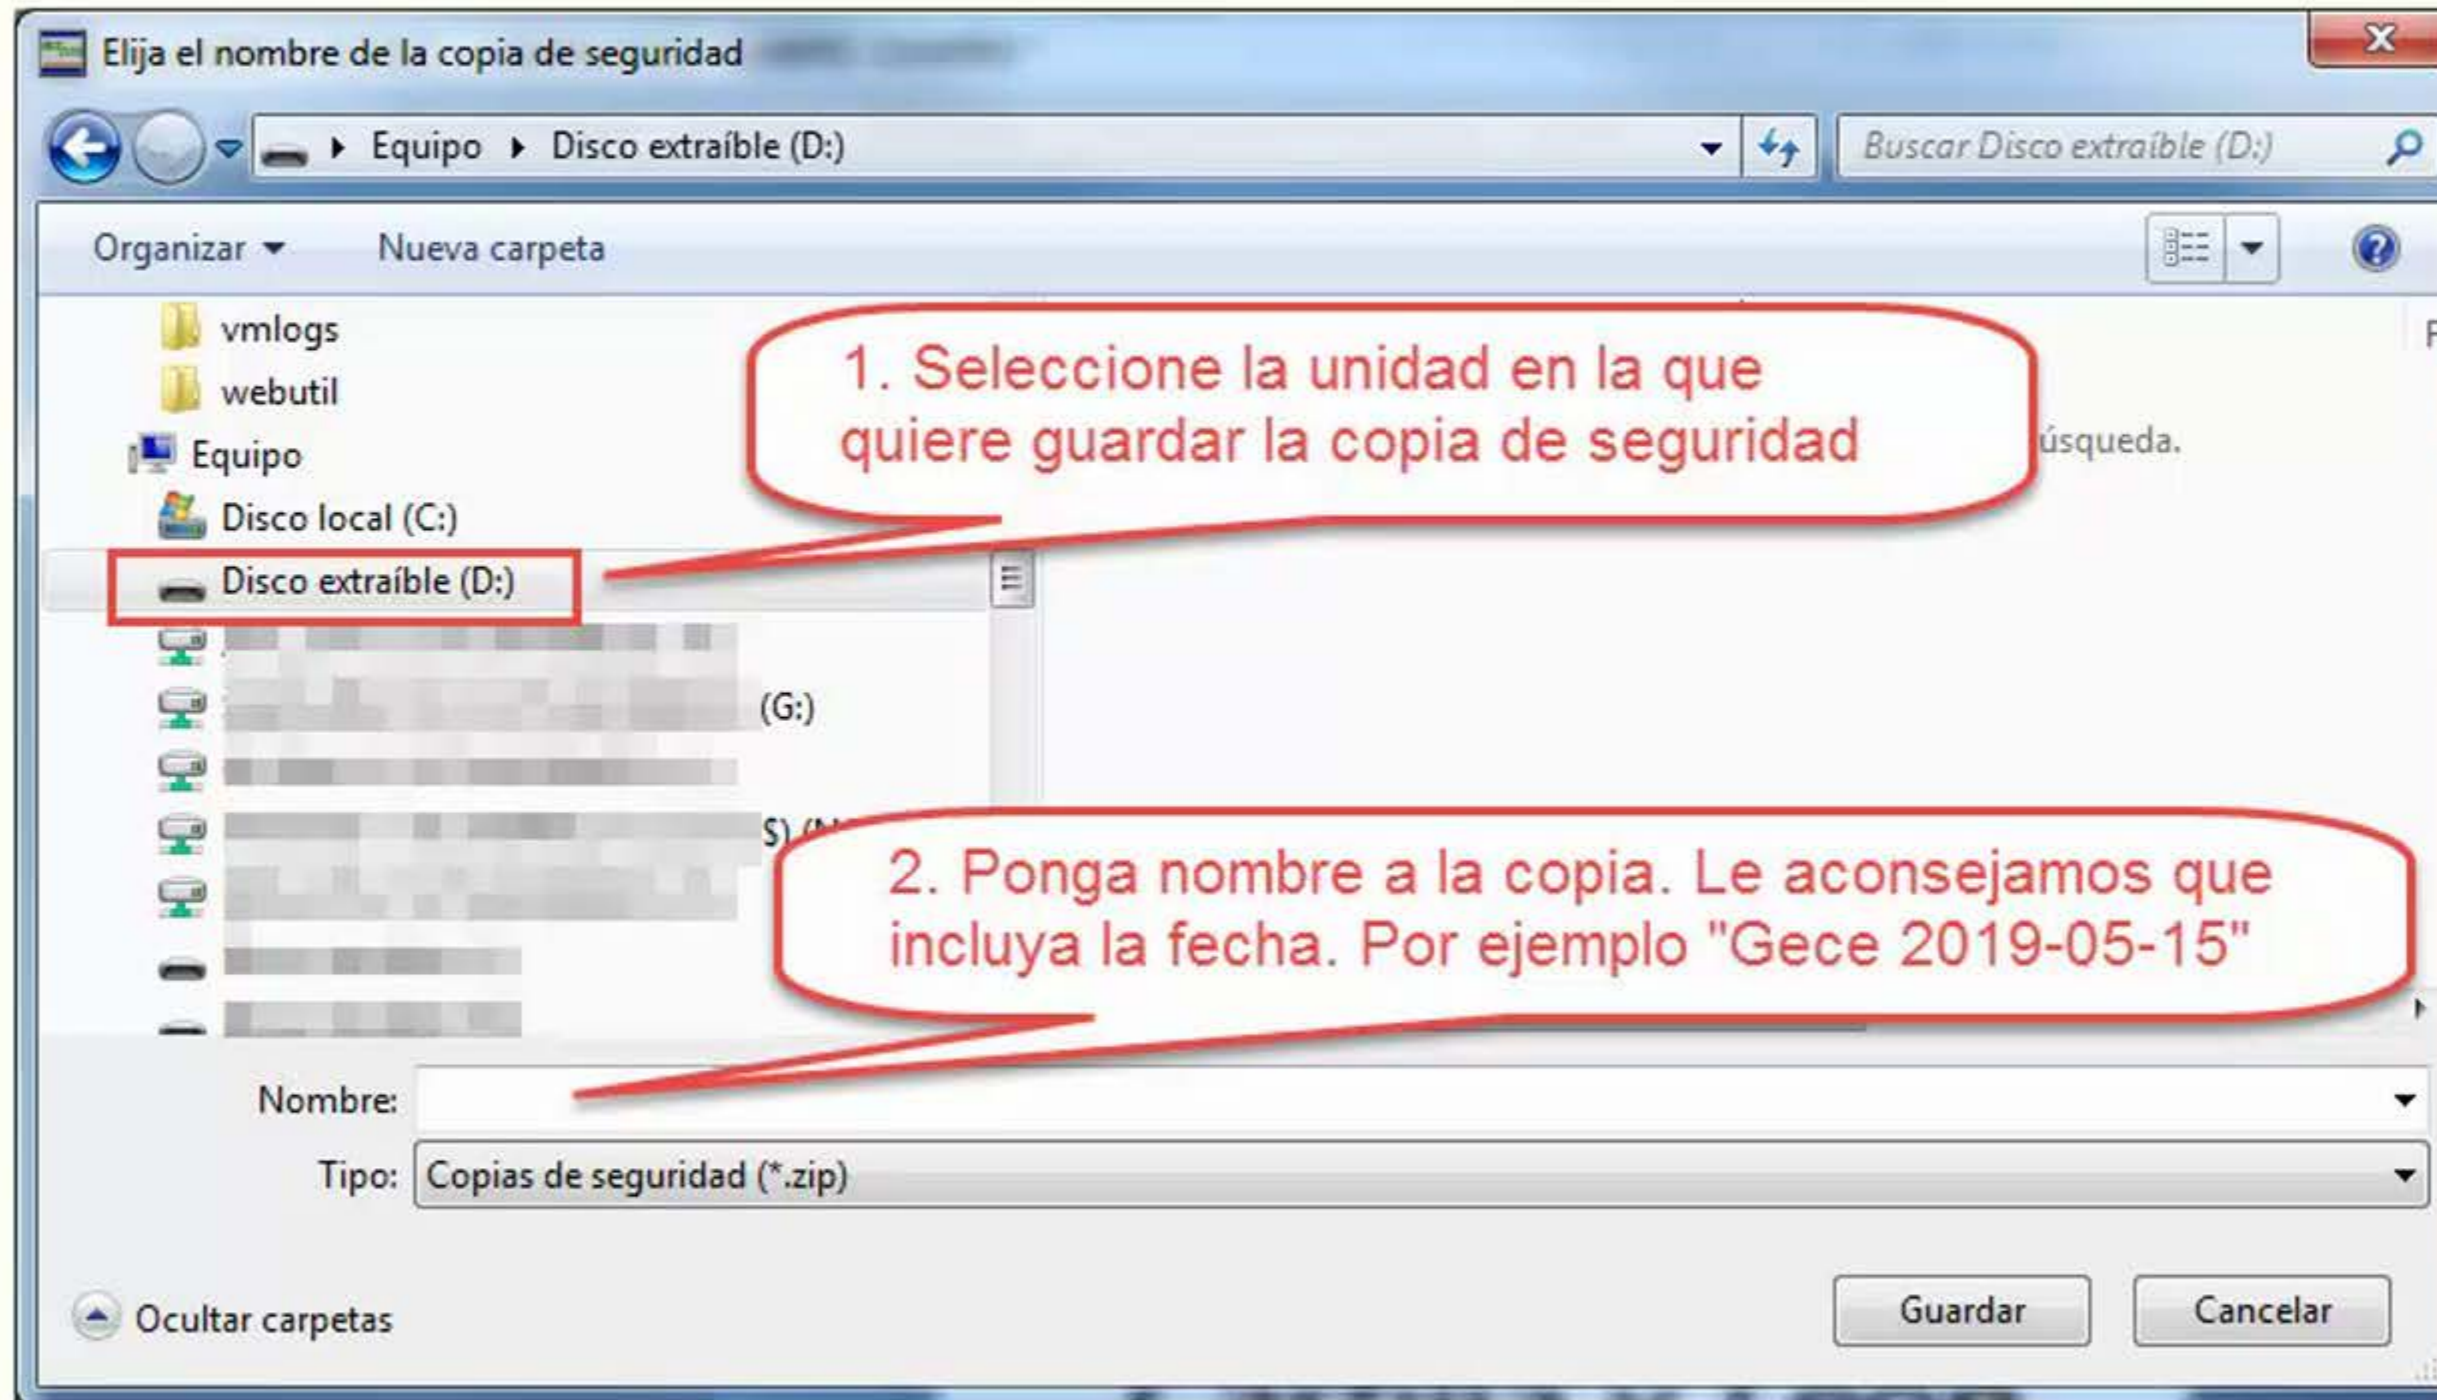 Elija el nombre de la copia de seguridad
Equipo Disco extraíble (D:)
Buscar Disco extraíble (D:)
Organizar Nueva carpeta
vmlogs
webutil
Equipo
Disco local (C:)
Disco extraíble (D:)
(G:)
1. Seleccione la unidad en la que
quiere guardar la copia de seguridad
úsqueda.
2. Ponga nombre a la copia. Le aconsejamos que
incluya la fecha. Por ejemplo "Gece 2019-05-15"
Nombre:
Tipo: Copias de seguridad (*.zip)
Ocultar carpetas
Guardar Cancelar